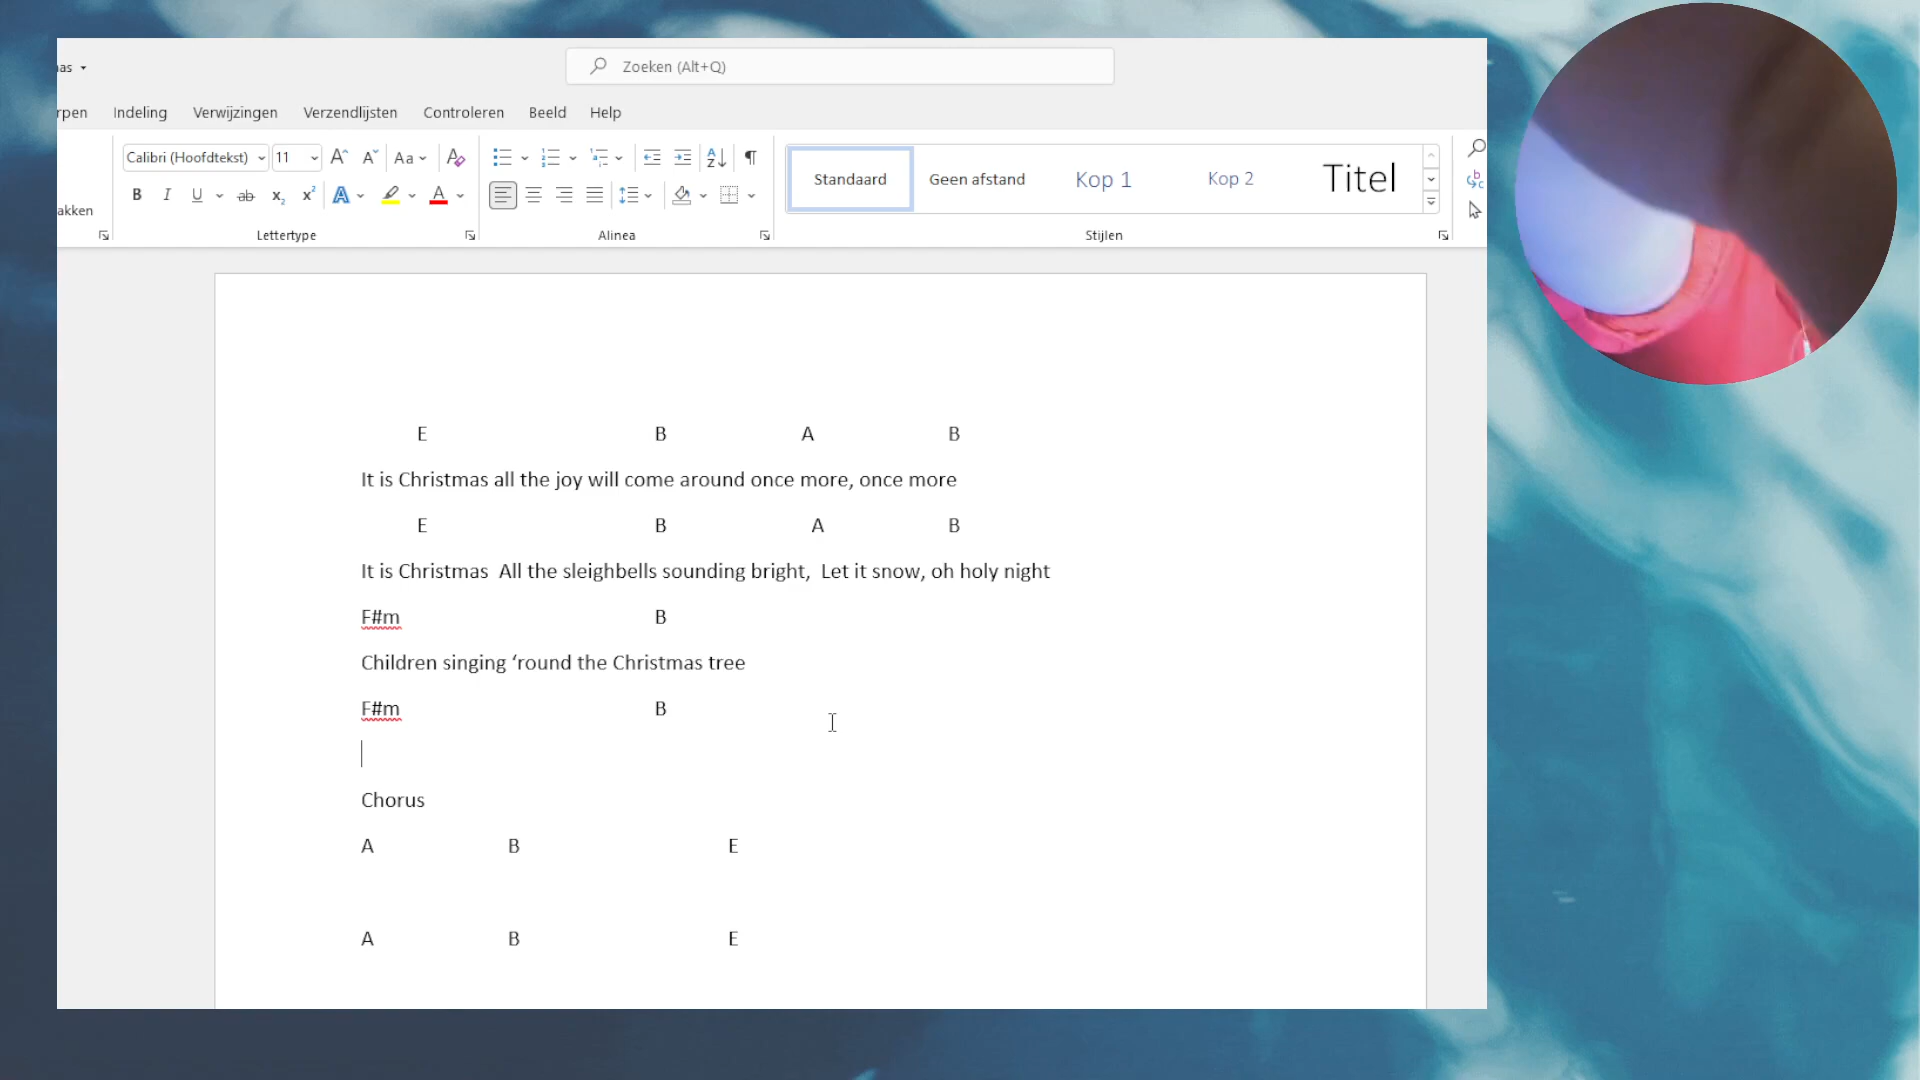 as
Zoeken (Alt+Q)
rpen Indeling Verwijzingen Verzendlijsten Controleren Beeld Help
Calibri (Hoofdtekst) 11 Aa
Standaard Geen afstand Kop 1 Kop 2 Titel
akken
Lettertype Alinea Stijlen
E B A B
It is Christmas all the joy will come around once more, once more
E B A B
It is Christmas  All the sleighbells sounding bright,  Let it snow, oh holy night
F#m B
Children singing ‘round the Christmas tree
F#m B
Chorus
A B E
A B E